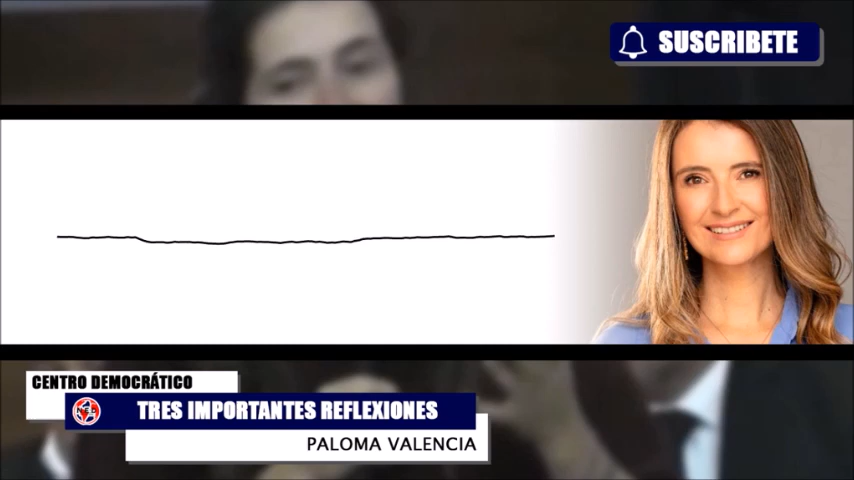 SUSCRIBETE
CENTRO DEMOCRÁTICO
TRES IMPORTANTES REFLEXIONES
PALOMA VALENCIA